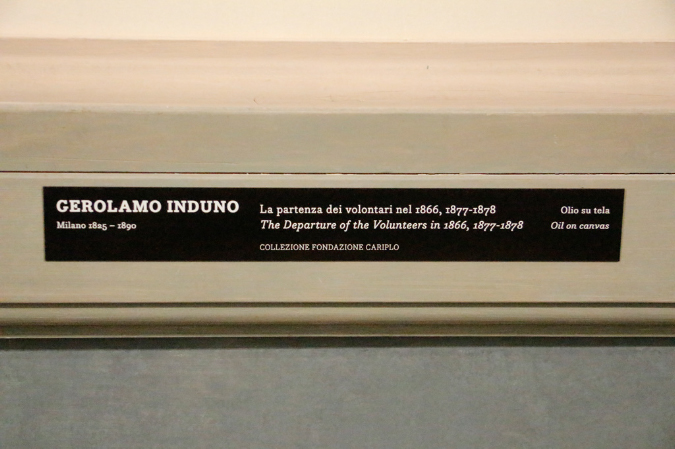 GEROLAMO INDUNO
Milano 1825 – 1890
La partenza dei volontari nel 1866, 1877-1878
The Departure of the Volunteers in 1866, 1877-1878
COLLEZIONE FONDAZIONE CARIPLO
Olio su tela
Oil on canvas